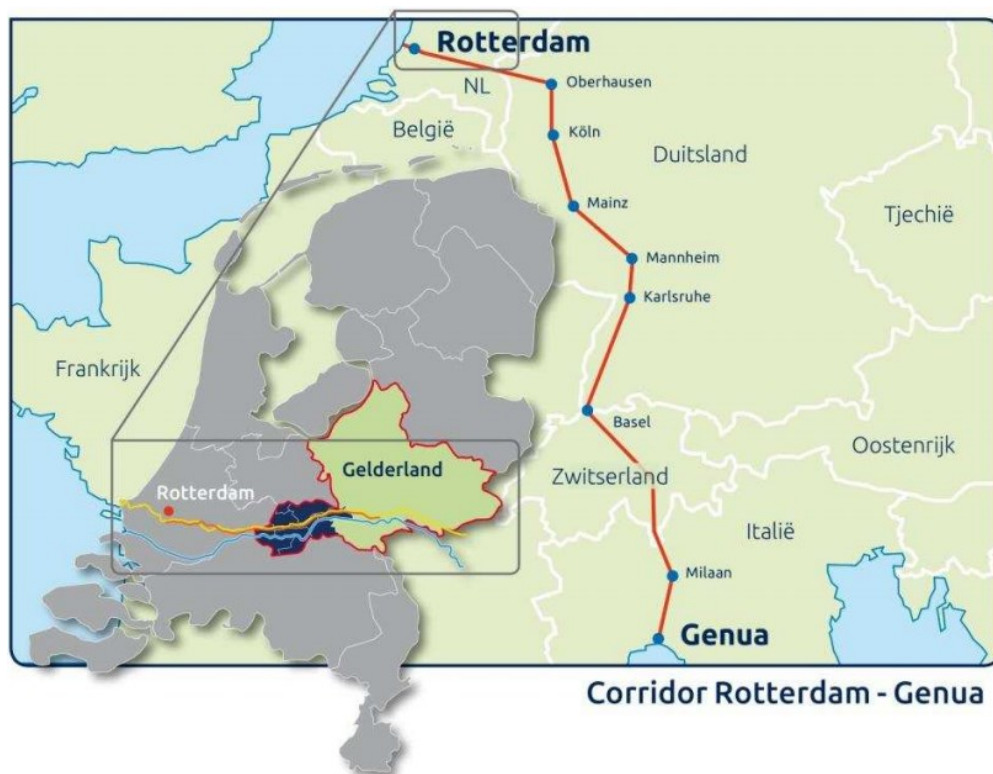 Rotterdam
Oberhausen
NL
België
Köln
Duitsland
Mainz
Tjechië
Mannheim
Karlsruhe
Frankrijk
Basel
Oostenrijk
Gelderland
Zwitserland
Rotterdam
Italië
Milaan
Genua
Corridor Rotterdam - Genua